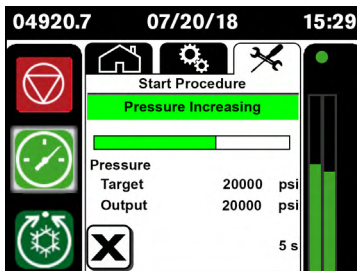 04920.7 07/20/18 15:29
Start Procedure
Pressure Increasing
Pressure
Target 20000 psi
Output 20000 psi
5 s